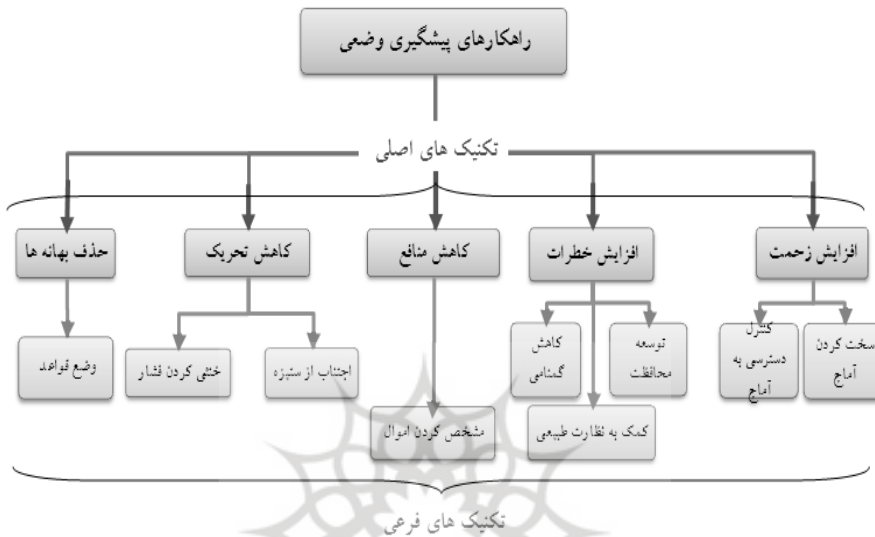 راهکارهای پیشگیری وضعی
تکنیک های اصلی
افزایش زحمت
افزایش خطرات
کاهش منافع
کاهش تحریک
حذف بهانه ها
سخت کردن
آماج
کنترل
دسترسی به
آماج
توسعه
محافظت
کاهش
گمنامی
کمک به نظارت طبیعی
مشخص کردن اموال
اجتناب از ستیزه
خنثی کردن فشار
وضع قواعد
تکنیک های فرعی